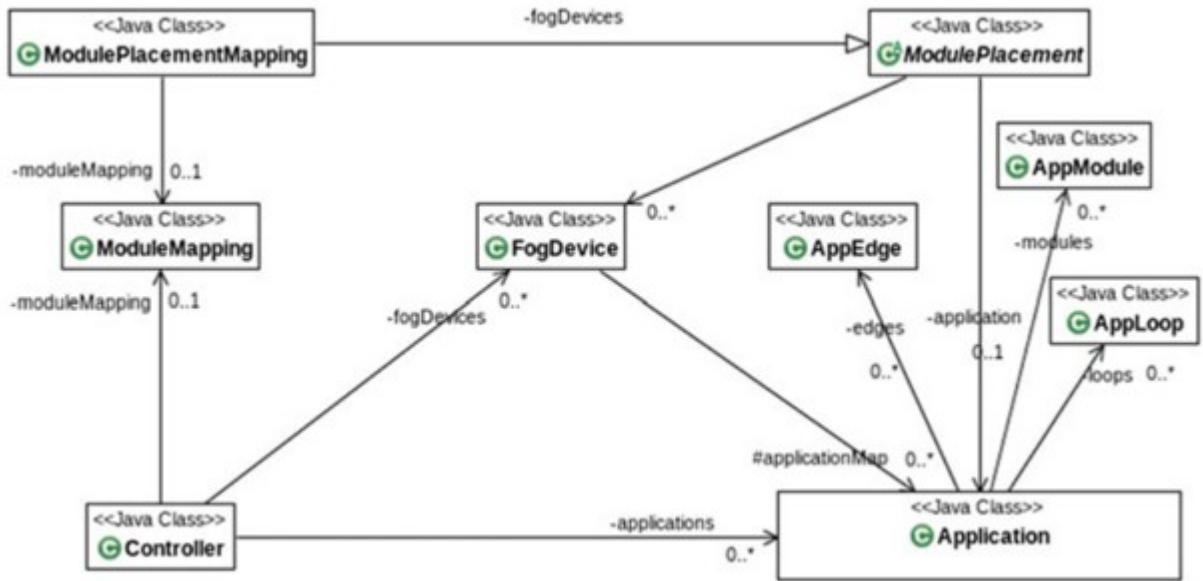 <<Java Class>>
ModulePlacementMapping
-fogDevices
<<Java Class>>
ModulePlacement
<<Java Class>>
AppModule
-moduleMapping 0..1
0..*
0..*
<<Java Class>>
ModuleMapping
<<Java Class>>
FogDevice
<<Java Class>>
AppEdge
-modules
-moduleMapping 0..1
0..*
-fogDevices
-edges
-application
<<Java Class>>
AppLoop
0..*
0..1
-loops 0..*
#applicationMap 0..*
<<Java Class>>
Controller
-applications
0..*
<<Java Class>>
Application